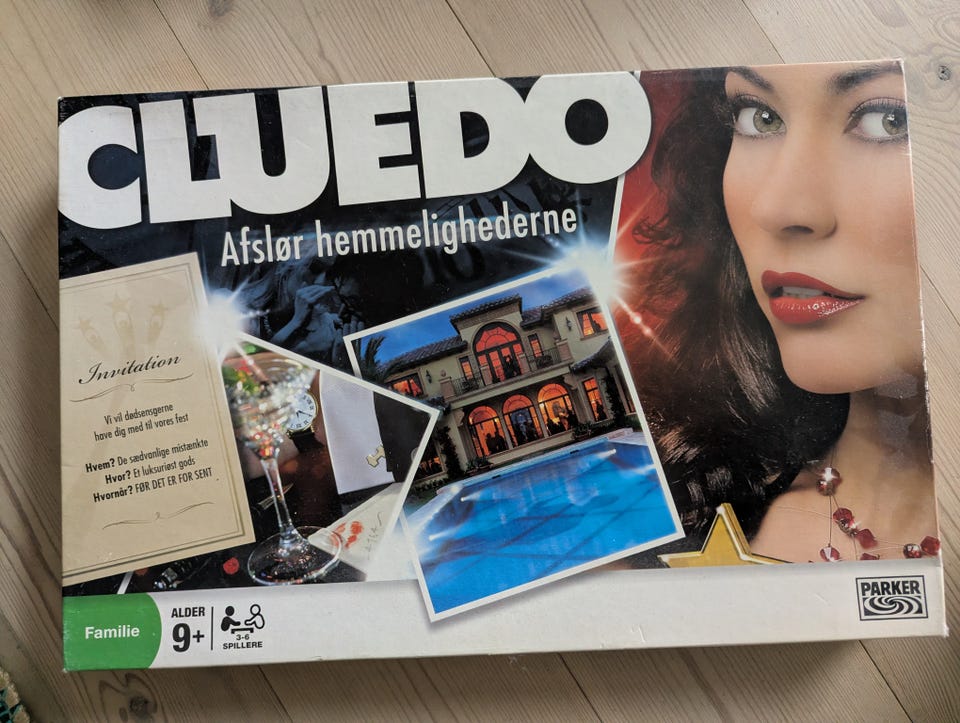 CLUEDO
Afslør hemmelighederne
Invitation
Vi vil dødsensgerne
have dig med til vores fest
Hvem? De sædvanlige mistænkte
Hvor? Et luksuriøst gods
Hvornår? FØR DET ER FOR SENT
Familie
ALDER
9+
3-6
SPILLERE
PARKER